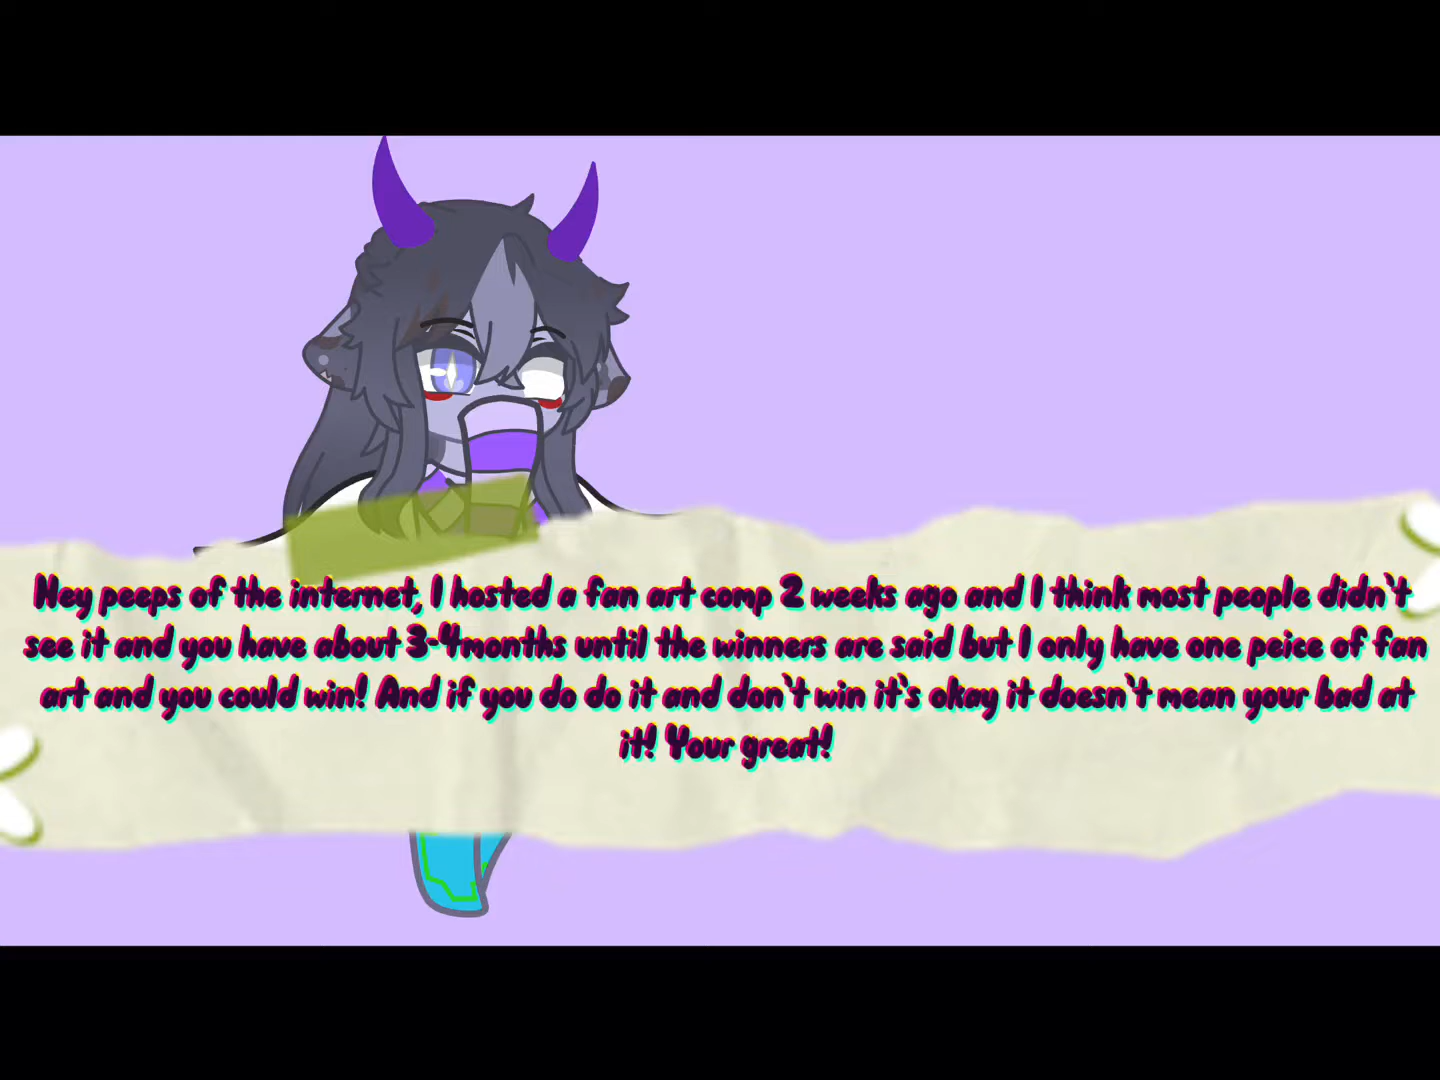 Hey peeps of the internet, I hosted a fan art comp 2 weeks ago and I think most people didn't
see it and you have about 3-4months until the winners are said but I only have one peice of fan
art and you could win! And if you do do it and don't win it's okay it doesn't mean your bad at
it! Your great!